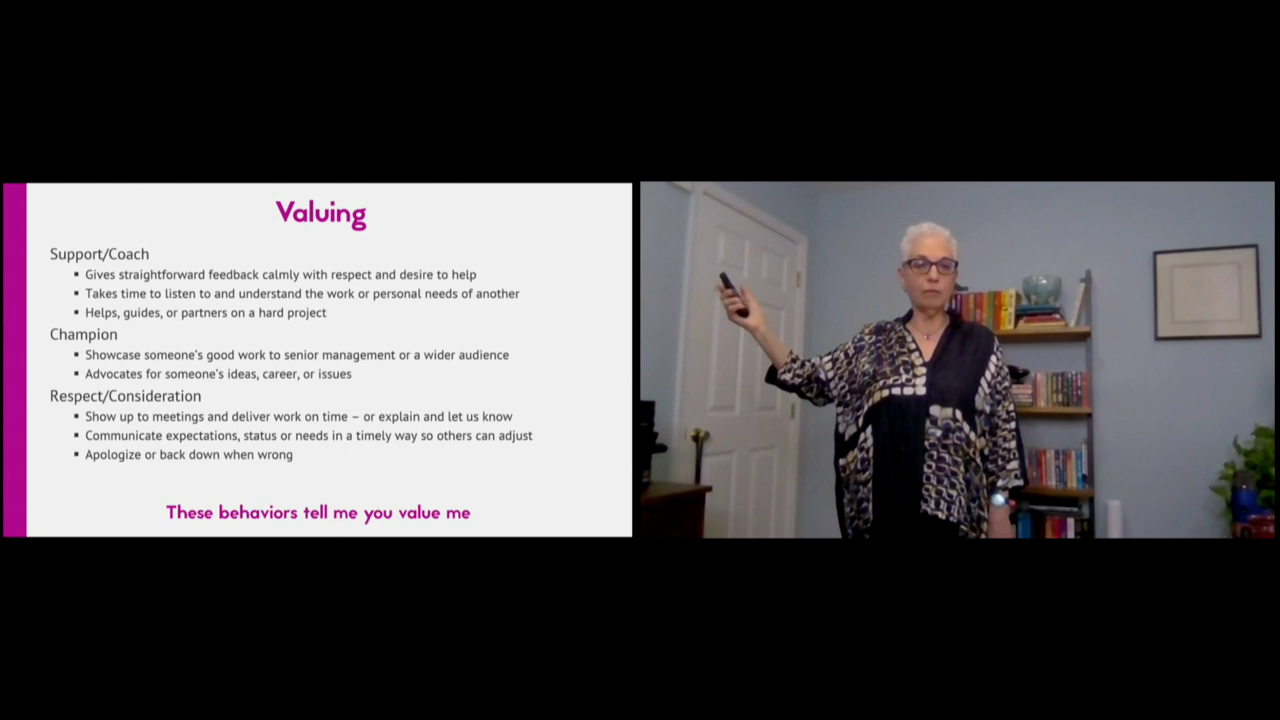 Valuing
Support/Coach
▪ Gives straightforward feedback calmly with respect and desire to help
▪ Takes time to listen to and understand the work or personal needs of another
▪ Helps, guides, or partners on a hard project
Champion
▪ Showcase someone's good work to senior management or a wider audience
▪ Advocates for someone's ideas, career, or issues
Respect/Consideration
▪ Show up to meetings and deliver work on time – or explain and let us know
▪ Communicate expectations, status or needs in a timely way so others can adjust
▪ Apologize or back down when wrong
These behaviors tell me you value me